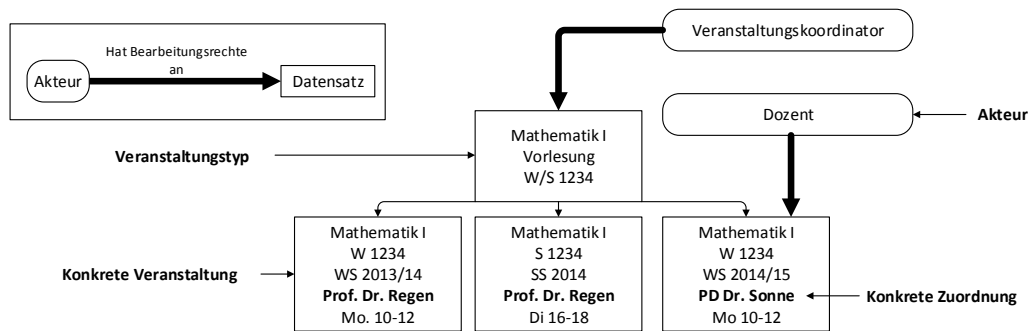 Hat Bearbeitungsrechte
an
Akteur
Datensatz
Veranstaltungskoordinator
Dozent
Akteur
Veranstaltungstyp
Mathematik I
Vorlesung
W/S 1234
Konkrete Veranstaltung
Mathematik I
W 1234
WS 2013/14
Prof. Dr. Regen
Mo. 10-12
Mathematik I
S 1234
SS 2014
Prof. Dr. Regen
Di 16-18
Mathematik I
W 1234
WS 2014/15
PD Dr. Sonne
Mo 10-12
Konkrete Zuordnung